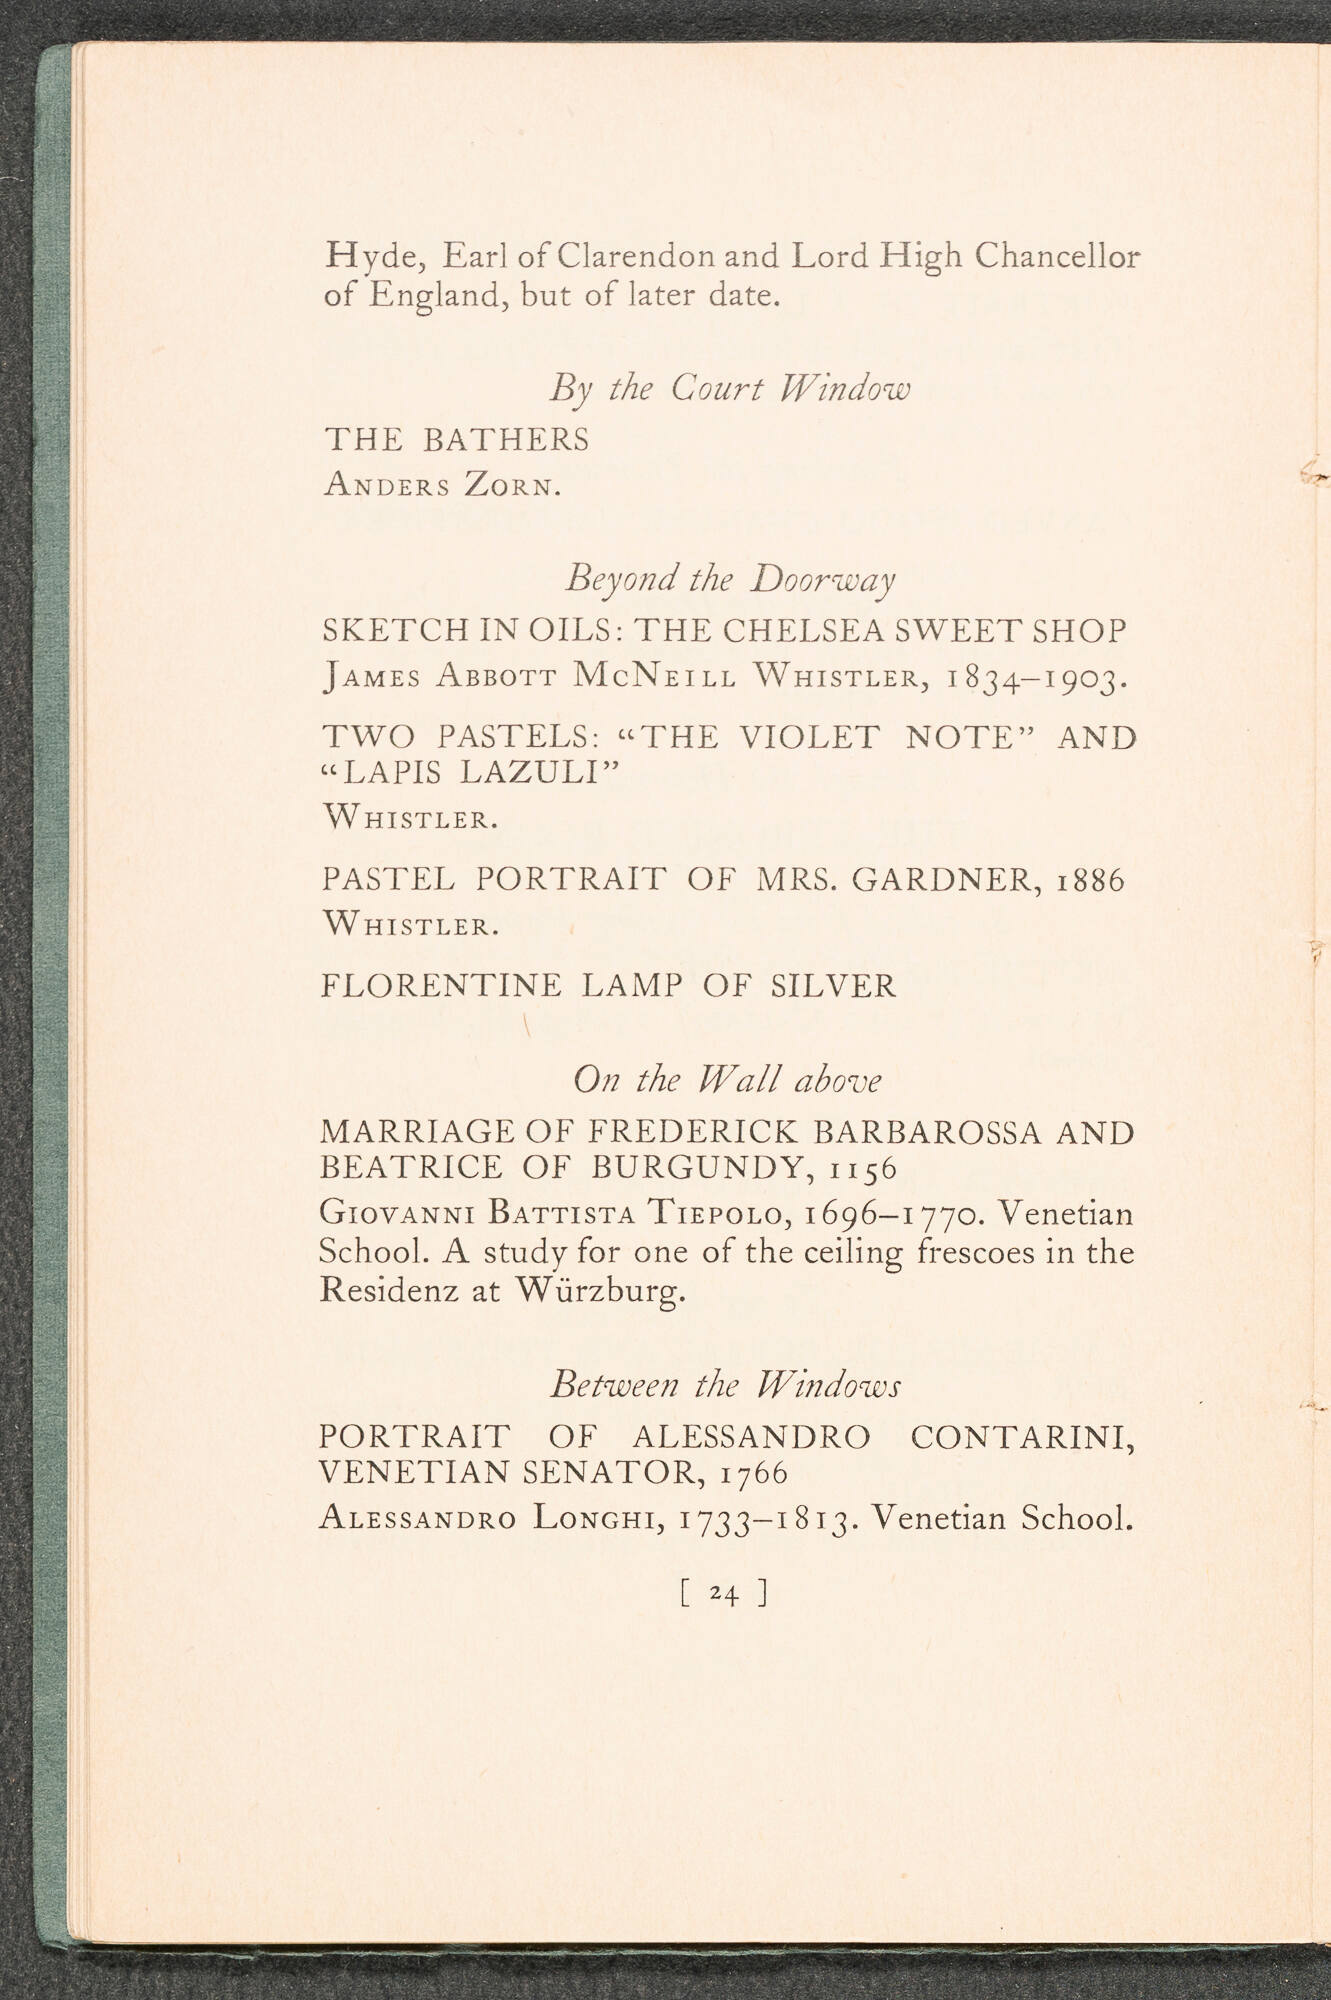 Hyde, Earl of Clarendon and Lord High Chancellor
of England, but of later date.
By the Court Window
THE BATHERS
Anders Zorn.
Beyond the Doorway
SKETCH IN OILS: THE CHELSEA SWEET SHOP
James Abbott McNeill Whistler, 1834–1903.
TWO PASTELS: “THE VIOLET NOTE” AND
“LAPIS LAZULI”
Whistler.
PASTEL PORTRAIT OF MRS. GARDNER, 1886
Whistler.
FLORENTINE LAMP OF SILVER
On the Wall above
MARRIAGE OF FREDERICK BARBAROSSA AND
BEATRICE OF BURGUNDY, 1156
Giovanni Battista Tiepolo, 1696–1770. Venetian
School. A study for one of the ceiling frescoes in the
Residenz at Würzburg.
Between the Windows
PORTRAIT OF ALESSANDRO CONTARINI,
VENETIAN SENATOR, 1766
Alessandro Longhi, 1733–1813. Venetian School.
[ 24 ]